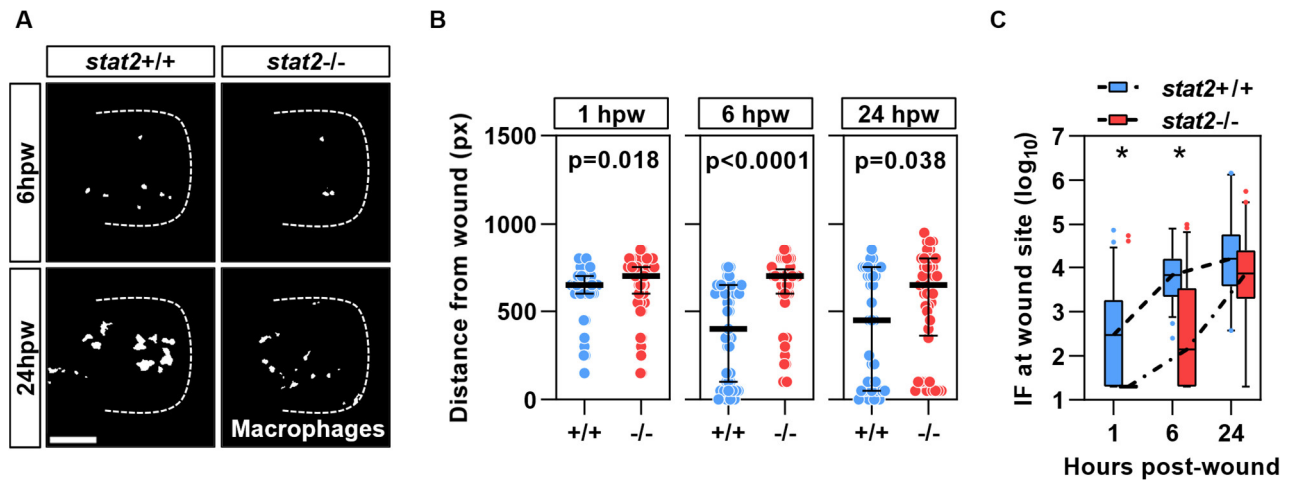 A
stat2+/+
stat2-/-
6hpw
24hpw
Macrophages
B
1 hpw
6 hpw
24 hpw
Distance from wound (px)
1500
1000
500
0
p=0.018
p<0.0001
p=0.038
+/+
-/-
+/+
-/-
+/+
-/-
C
stat2+/+
stat2-/-
IF at wound site (log10)
7
6
5
4
3
2
1
*
*
1
6
24
Hours post-wound